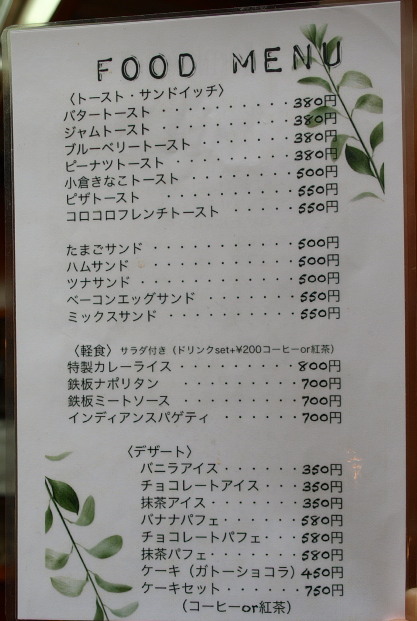 FOOD MENU
〈トースト・サンドイッチ〉
バタートースト ・・・・・・・・・・380円
ジャムトースト ・・・・・・・・・・380円
ブルーベリートースト ・・・・・・・380円
ピーナツトースト ・・・・・・・・・380円
小倉きなこトースト ・・・・・・・・500円
ピザトースト ・・・・・・・・・・550円
コロコロフレンチトースト ・・・・・550円
たまごサンド ・・・・・・・・・・・500円
ハムサンド ・・・・・・・・・・・・500円
ツナサンド ・・・・・・・・・・・・500円
ベーコンエッグサンド ・・・・・・・550円
ミックスサンド ・・・・・・・・・・550円
〈軽食〉 サラダ付き（ドリンクset+¥200コーヒーor紅茶）
特製カレーライス ・・・・・・・・・800円
鉄板ナポリタン ・・・・・・・・・700円
鉄板ミートソース ・・・・・・・・・700円
インディアンスパゲティ ・・・・・・700円
〈デザート〉
バニラアイス・・・・・・350円
チョコレートアイス・・・350円
抹茶アイス・・・・・・・350円
バナナパフェ・・・・・・580円
チョコレートパフェ・・・580円
抹茶パフェ・・・・・・・580円
ケーキ（ガトーショコラ）450円
ケーキセット・・・・・・750円
（コーヒーor紅茶）